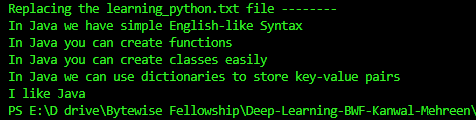 Replacing the learning_python.txt file --------
In Java we have simple English-like Syntax
In Java you can create functions
In Java you can create classes easily
In Java we can use dictionaries to store key-value pairs
I like Java
PS E:\D drive\Bytewise Fellowship\Deep-Learning-BWF-Kanwal-Mehreen\